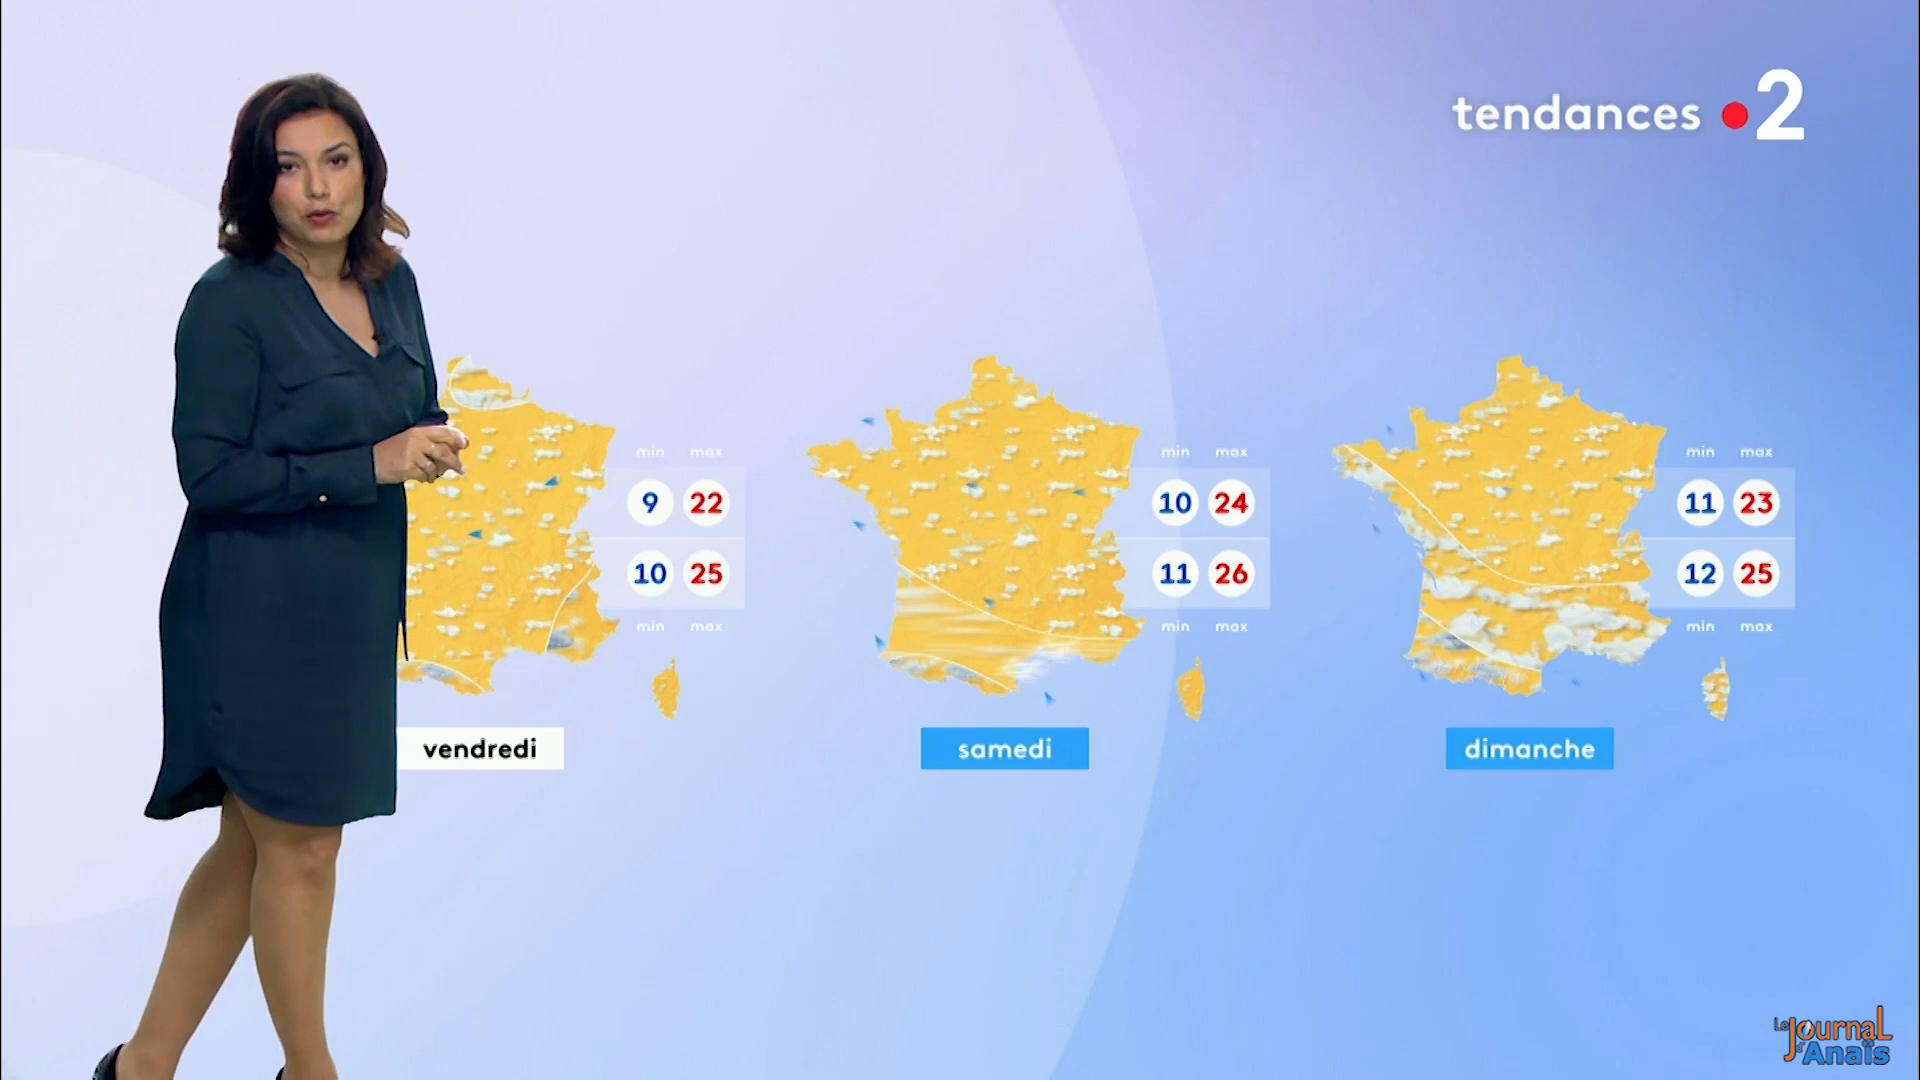 tendances 2
min max
9 22
10 25
min max
vendredi
min max
10 24
11 26
min max
samedi
min max
11 23
12 25
min max
dimanche
Le Journal
d'Anaïs